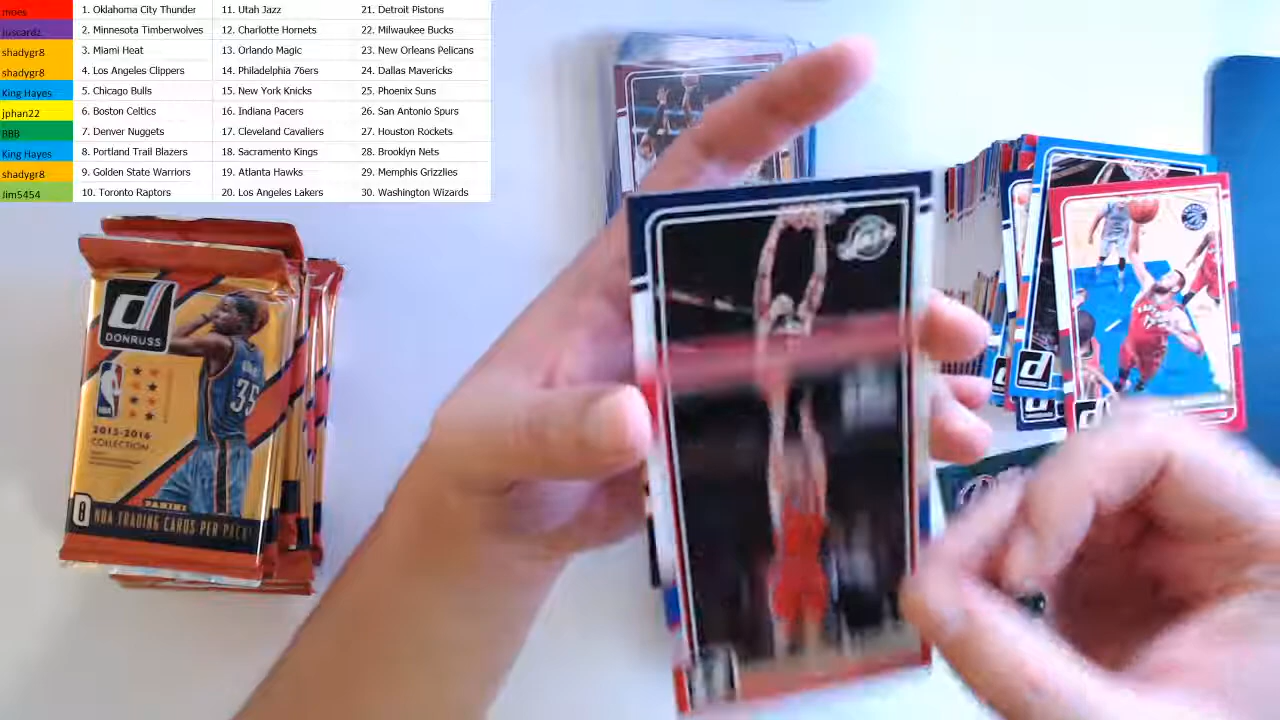 moes 1. Oklahoma City Thunder 11. Utah Jazz 21. Detroit Pistons
juscardz 2. Minnesota Timberwolves 12. Charlotte Hornets 22. Milwaukee Bucks
shadygr8 3. Miami Heat 13. Orlando Magic 23. New Orleans Pelicans
shadygr8 4. Los Angeles Clippers 14. Philadelphia 76ers 24. Dallas Mavericks
King Hayes 5. Chicago Bulls 15. New York Knicks 25. Phoenix Suns
jphan22 6. Boston Celtics 16. Indiana Pacers 26. San Antonio Spurs
BBB 7. Denver Nuggets 17. Cleveland Cavaliers 27. Houston Rockets
King Hayes 8. Portland Trail Blazers 18. Sacramento Kings 28. Brooklyn Nets
shadygr8 9. Golden State Warriors 19. Atlanta Hawks 29. Memphis Grizzlies
Jim5454 10. Toronto Raptors 20. Los Angeles Lakers 30. Washington Wizards
d
DONRUSS
35
NBA
2015-2016
COLLECTION
PANINI
8 NBA TRADING CARDS PER PACK
d